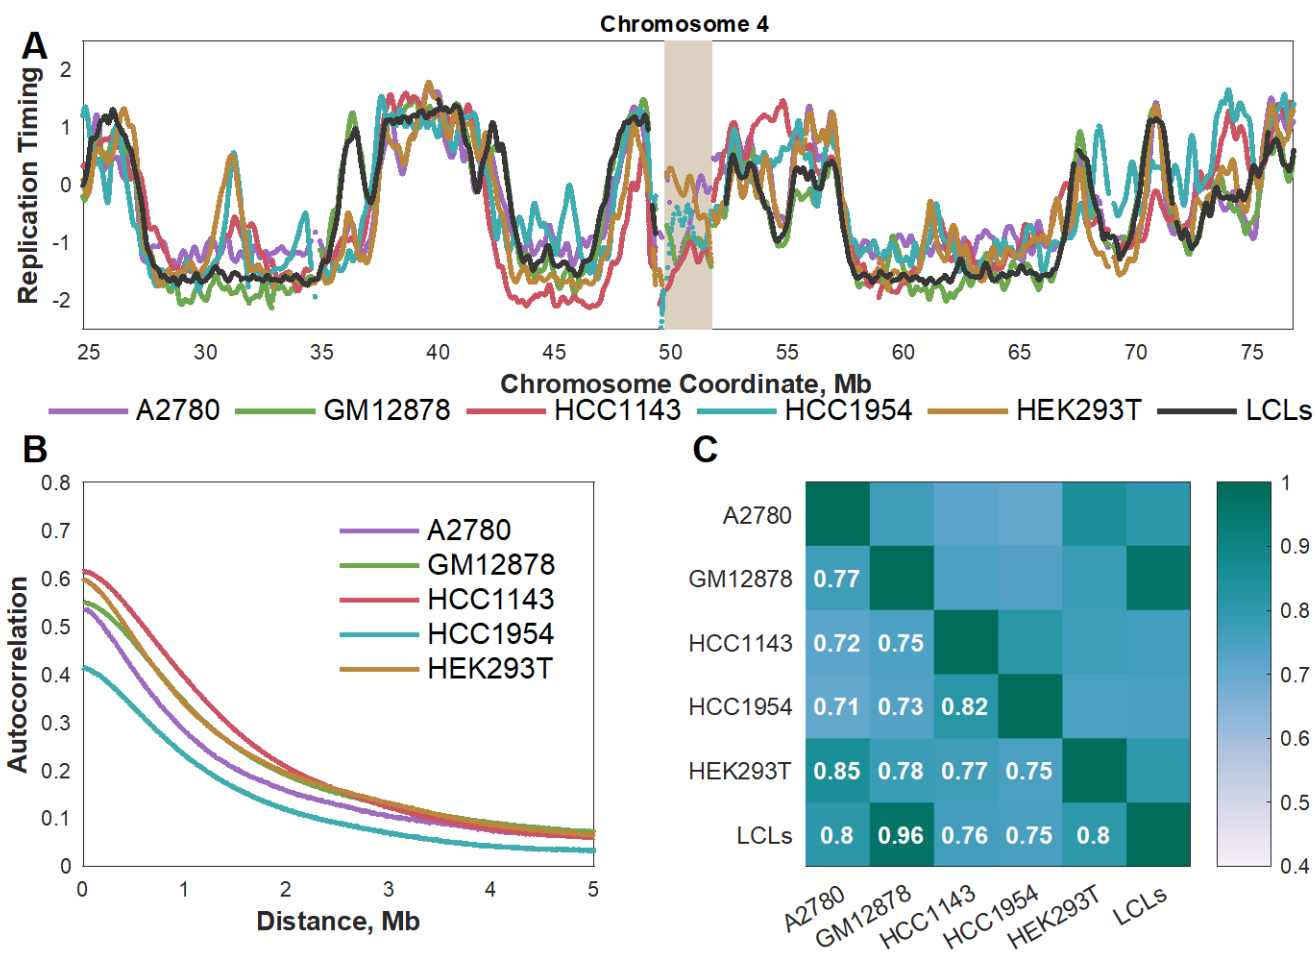 Chromosome 4
A
Replication Timing
2
1
0
-1
-2
25 30 35 40 45 50 55 60 65 70 75
Chromosome Coordinate, Mb
A2780 GM12878 HCC1143 HCC1954 HEK293T LCLs
B
Autocorrelation
0.8
0.7
0.6
0.5
0.4
0.3
0.2
0.1
0
A2780
GM12878
HCC1143
HCC1954
HEK293T
0 1 2 3 4 5
Distance, Mb
C
A2780
GM12878 0.77
HCC1143 0.72 0.75
HCC1954 0.71 0.73 0.82
HEK293T 0.85 0.78 0.77 0.75
LCLs 0.8 0.96 0.76 0.75 0.8
A2780 GM12878 HCC1143 HCC1954 HEK293T LCLs
1
0.9
0.8
0.7
0.6
0.5
0.4